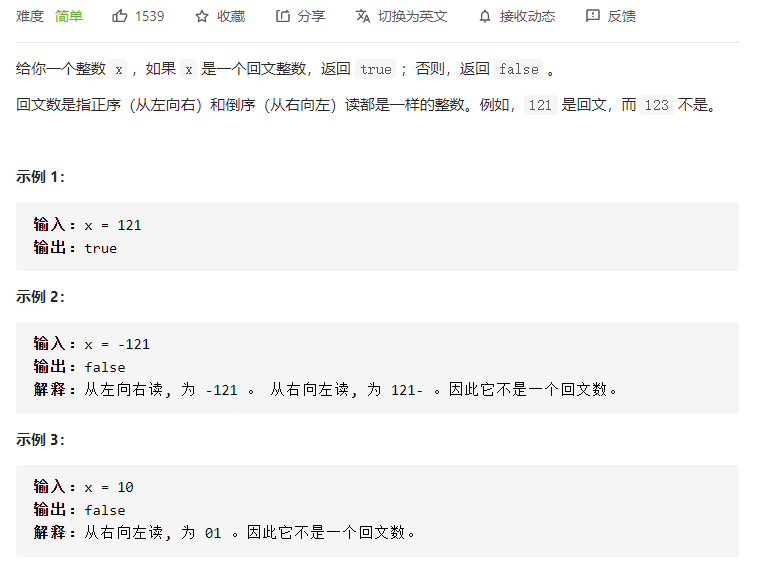 难度 简单 1539 收藏 分享 切换为英文 接收动态 反馈
给你一个整数 x ，如果 x 是一个回文整数，返回 true ；否则，返回 false 。
回文数是指正序（从左向右）和倒序（从右向左）读都是一样的整数。例如，121 是回文，而 123 不是。
示例 1：
输入：x = 121
输出：true
示例 2：
输入：x = -121
输出：false
解释：从左向右读, 为 -121 。 从右向左读, 为 121- 。因此它不是一个回文数。
示例 3：
输入：x = 10
输出：false
解释：从右向左读, 为 01 。因此它不是一个回文数。